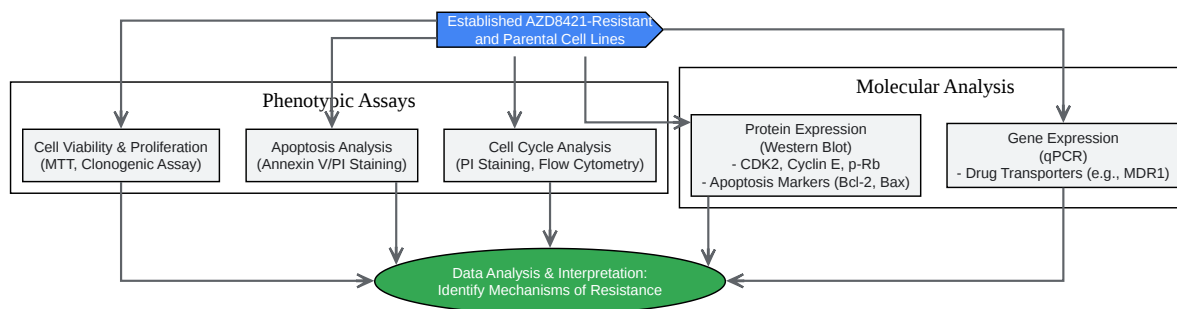 Established AZD8421-Resistant
and Parental Cell Lines
Phenotypic Assays
Molecular Analysis
Cell Viability & Proliferation
(MTT, Clonogenic Assay)
Apoptosis Analysis
(Annexin V/PI Staining)
Cell Cycle Analysis
(PI Staining, Flow Cytometry)
Protein Expression
(Western Blot)
- CDK2, Cyclin E, p-Rb
- Apoptosis Markers (Bcl-2, Bax)
Gene Expression
(qPCR)
- Drug Transporters (e.g., MDR1)
Data Analysis & Interpretation:
Identify Mechanisms of Resistance